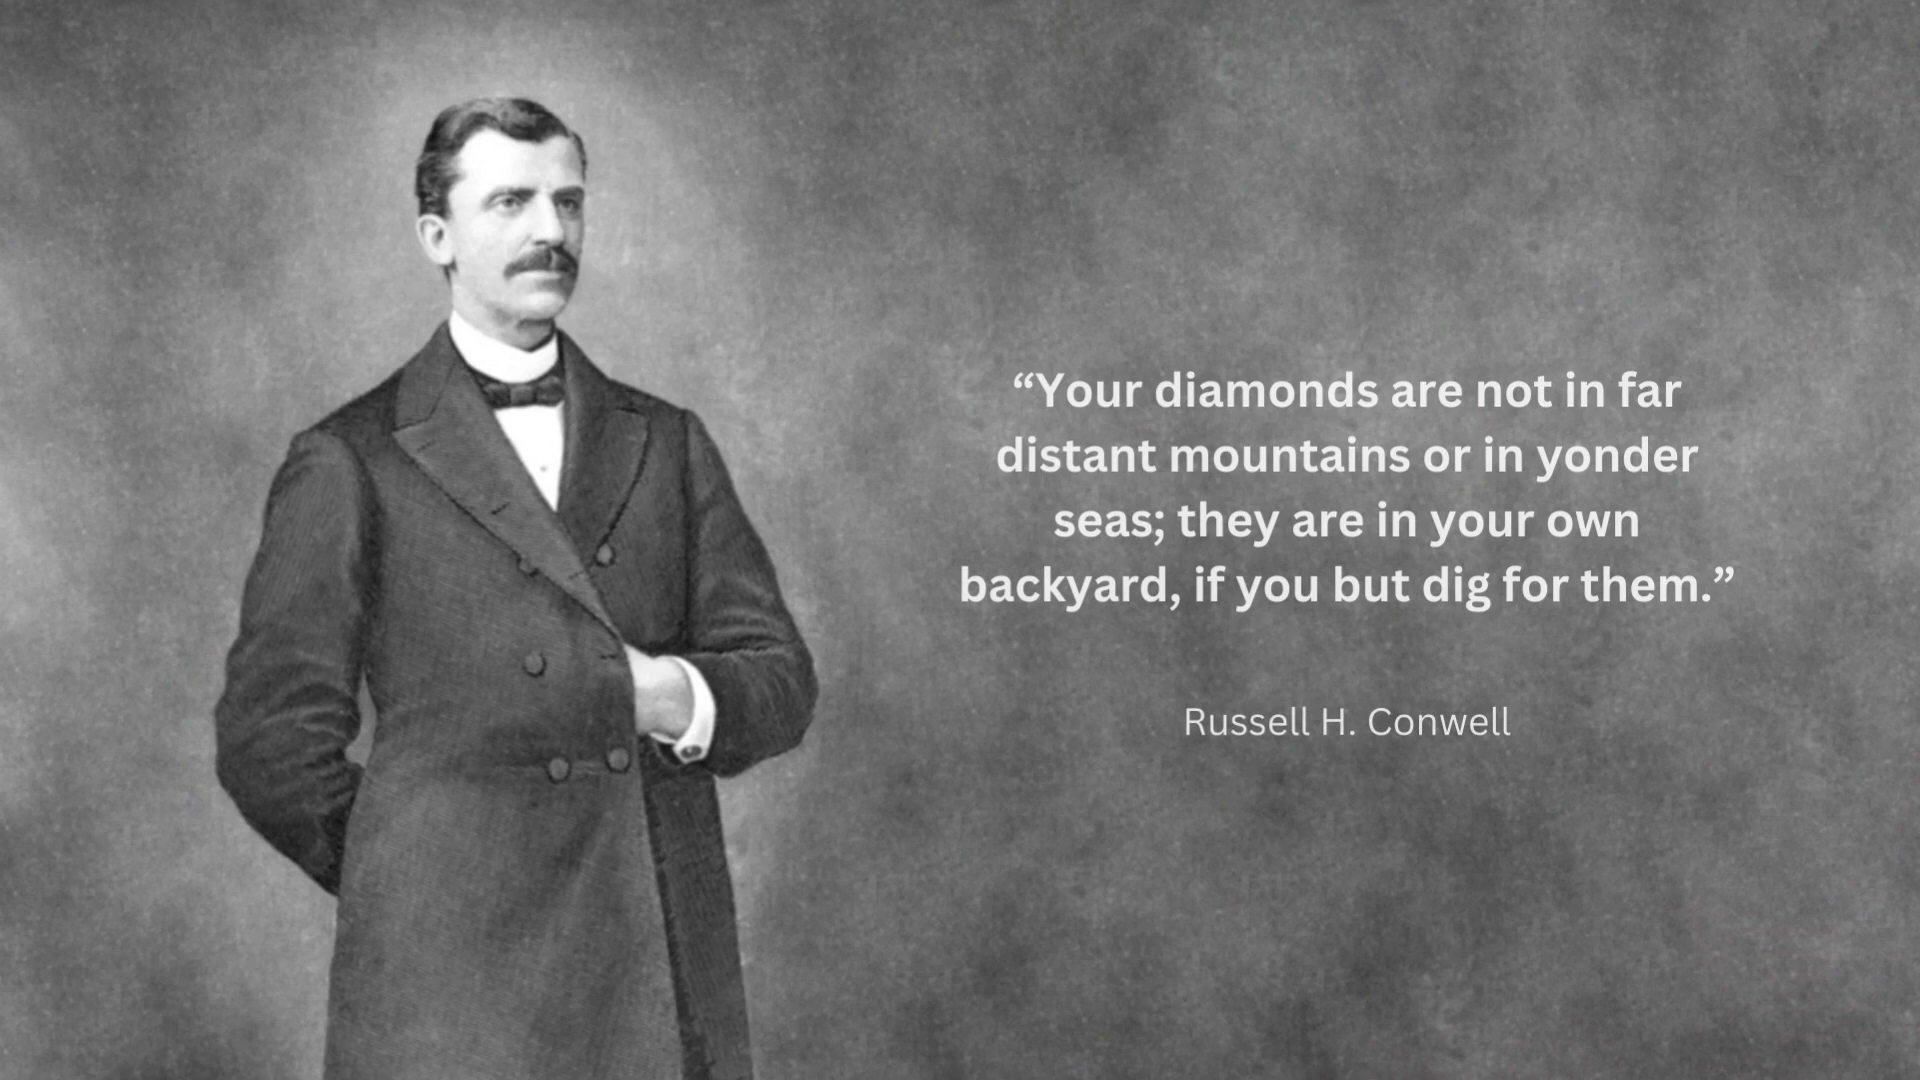 “Your diamonds are not in far
distant mountains or in yonder
seas; they are in your own
backyard, if you but dig for them.”
Russell H. Conwell